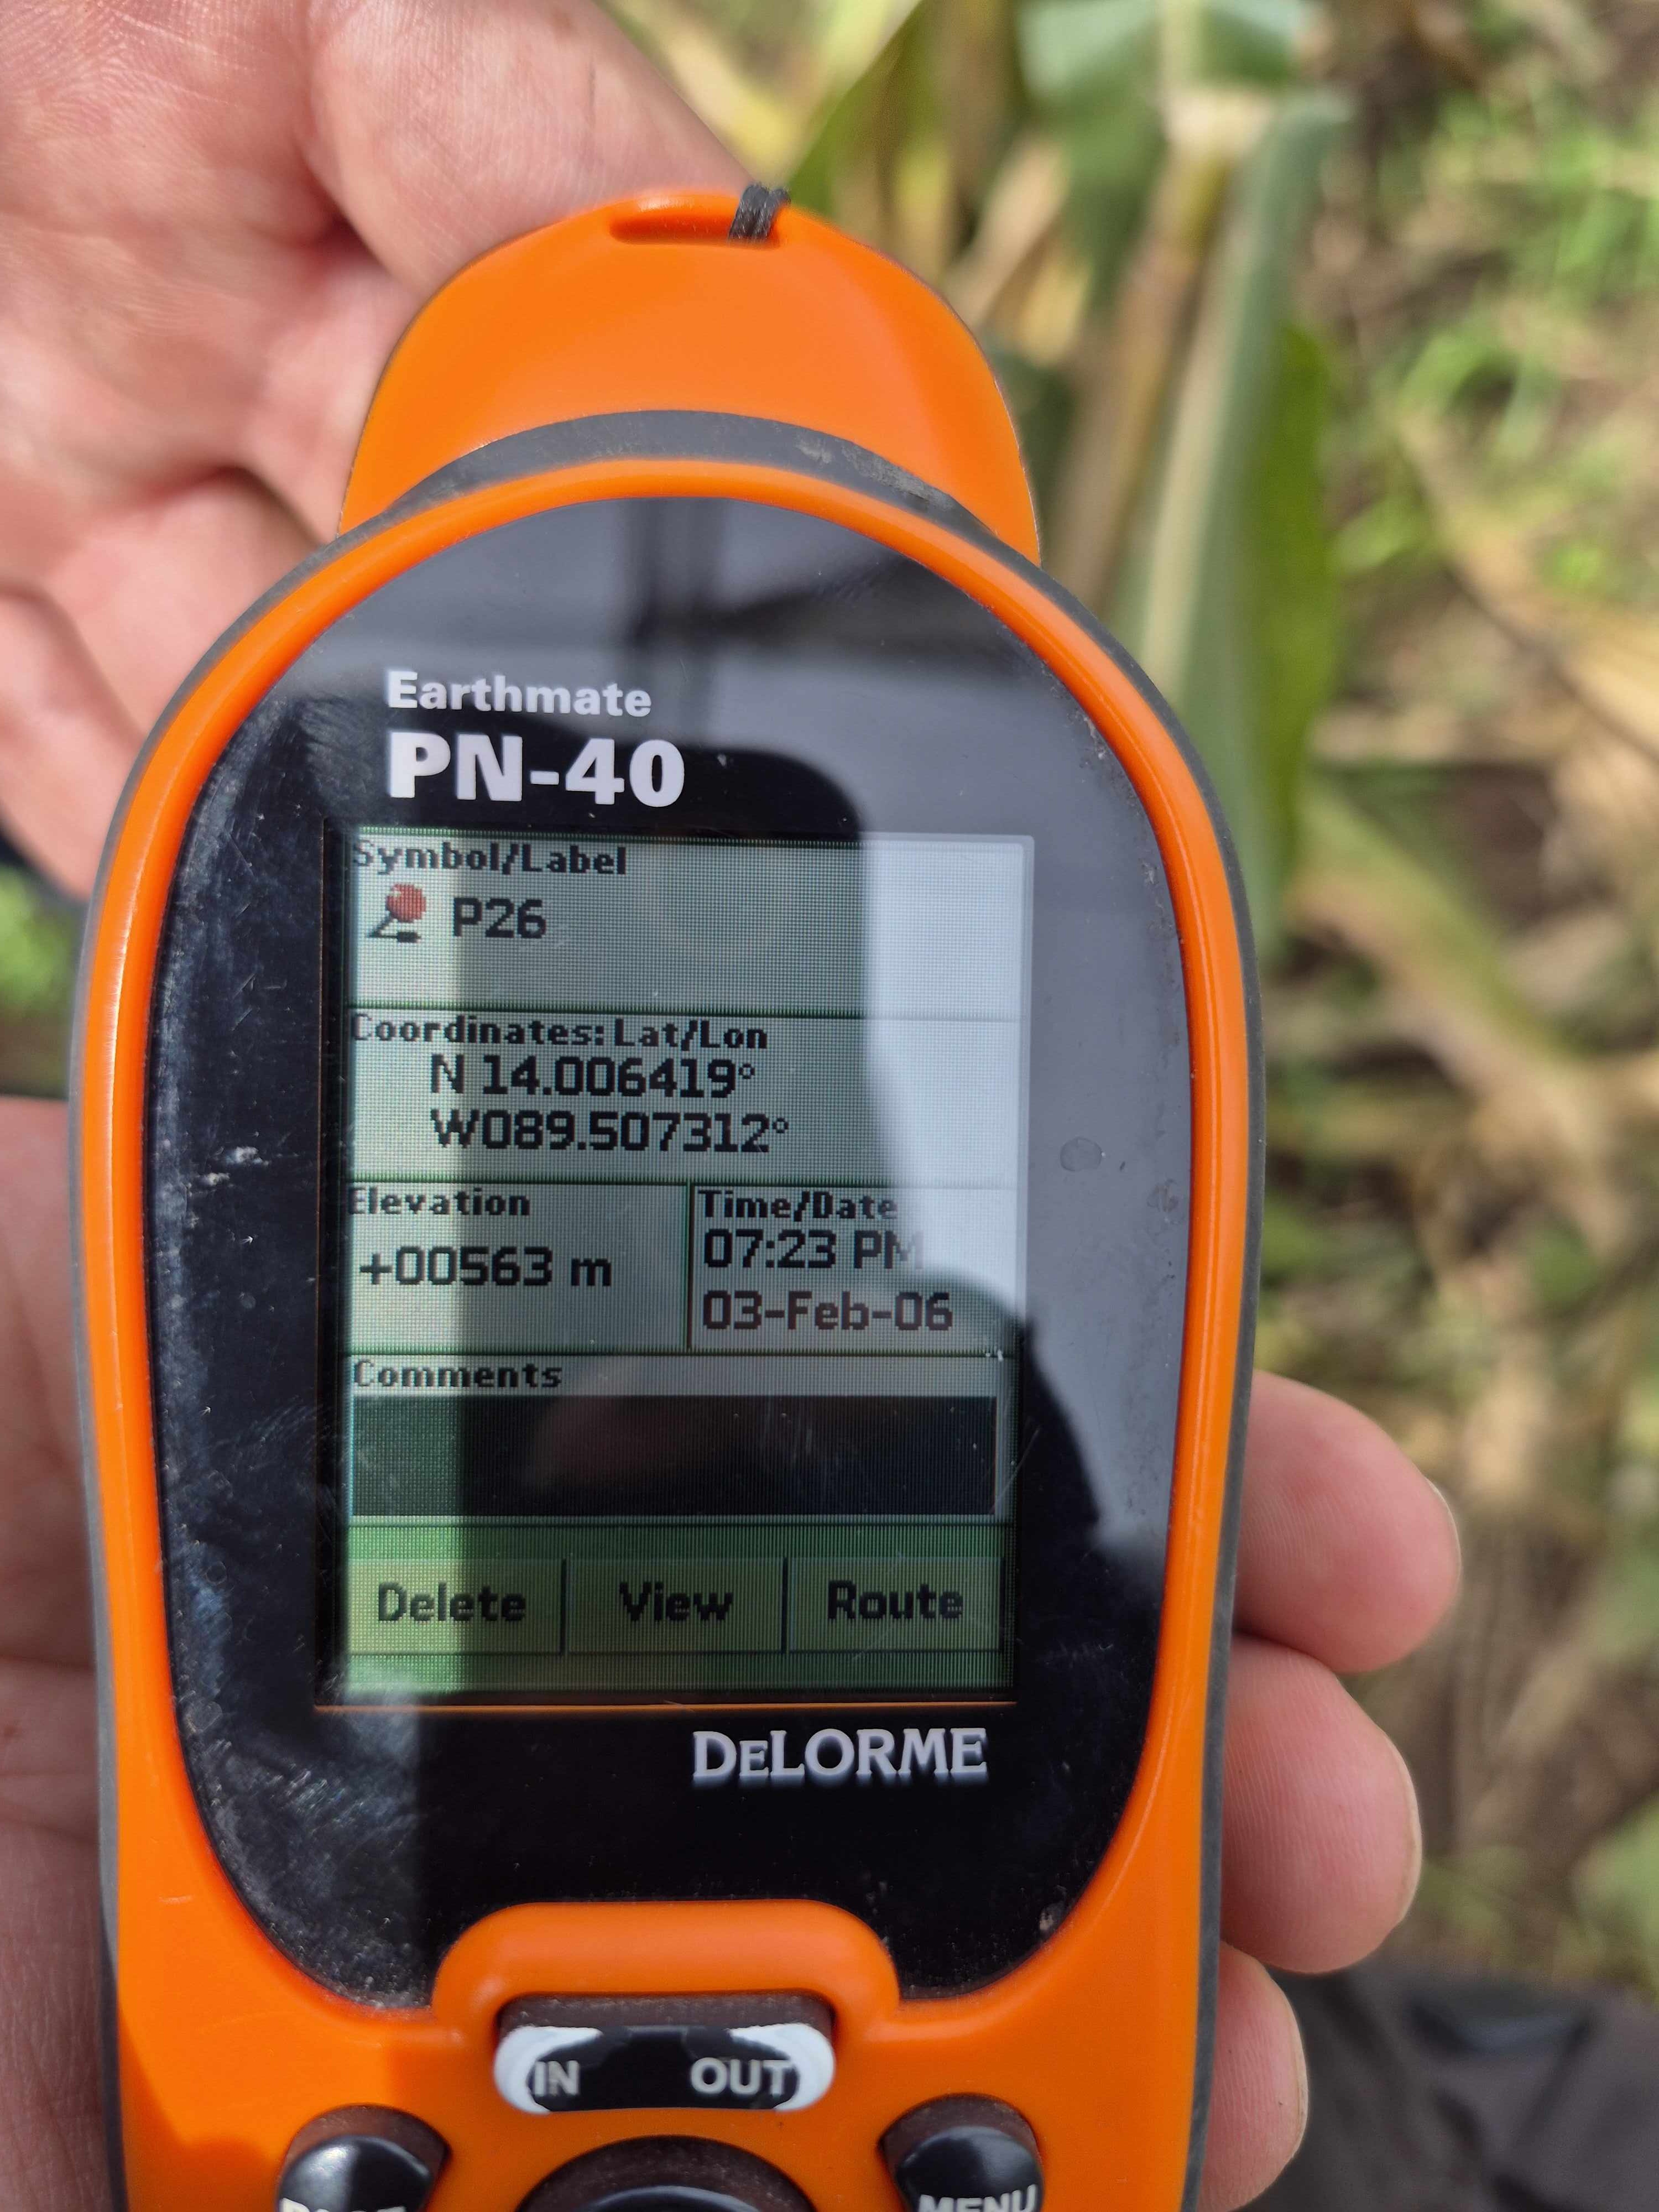 Earthmate
PN-40
Symbol/Label
P26
Coordinates: Lat/Lon
N 14.006419°
W089.507312°
Elevation
+00563 m
Time/Date
07:23 PM
03-Feb-06
Comments
Delete View Route
DELORME
IN OUT
MENU